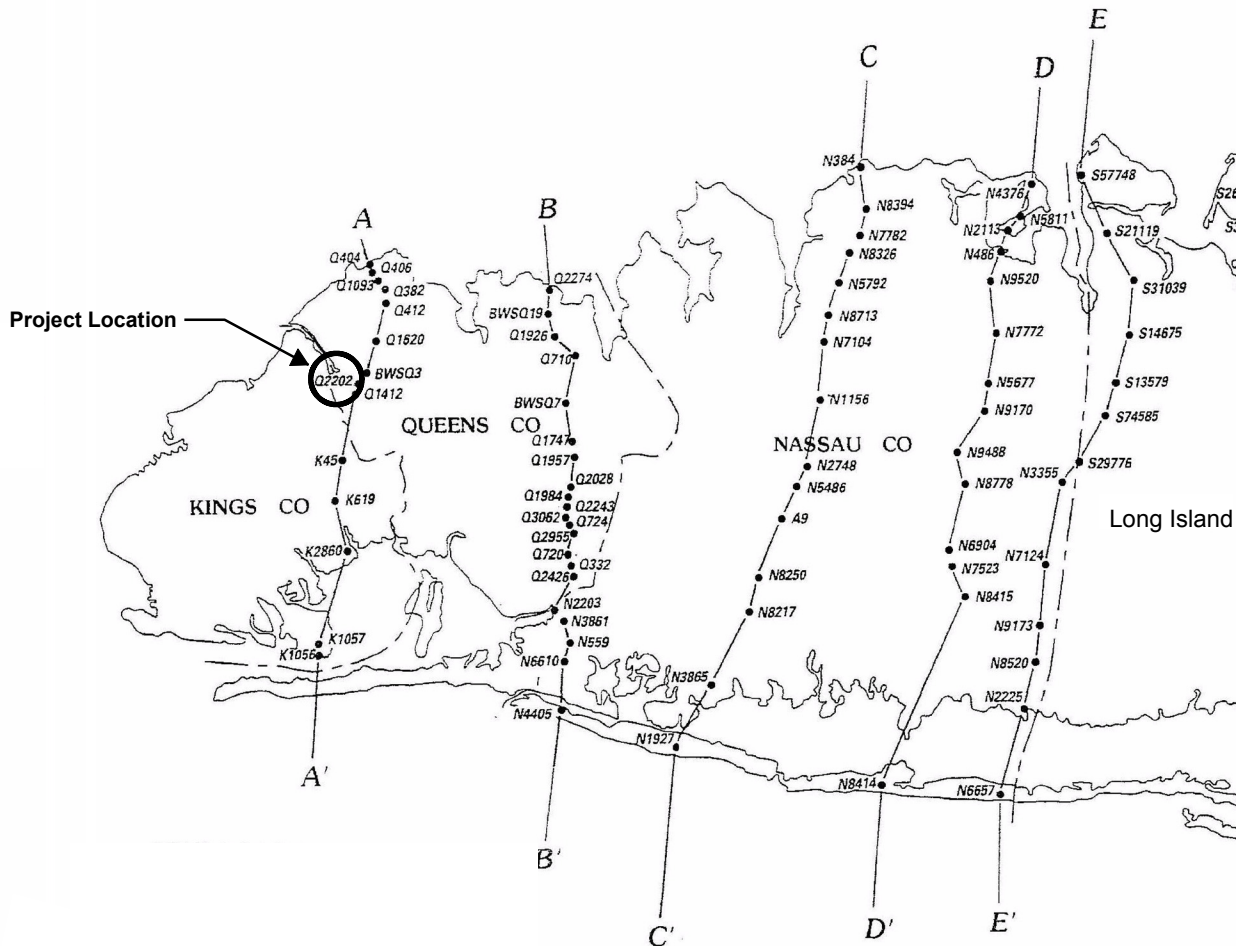 E
C
D
N384
S57748
N4376
S26
N8394
N5811
N2113
S21119
B
A
N7782
N486
N8326
Q404
Q406
Q1093
Q382
Q2274
N5792
N9520
S31039
Q412
BWSQ19
N8713
Project Location
Q1620
Q1926
N7104
N7772
S14675
Q710
BWSQ3
Q2202
Q1412
N5677
S13579
BWSQ7
N1156
N9170
S74585
QUEENS CO
Q1747
NASSAU CO
K45
Q1957
N9488
N2748
S29776
N3355
Q2028
N5486
N8778
KINGS CO
K619
Q1984
Q2243
Q3062
Q724
A9
Long Island
Q2955
K2860
Q720
N6904
Q332
N7523
N7124
Q2426
N8250
N8415
N2203
N8217
N3861
N9173
K1057
N559
K1056
N6610
N8520
N3865
N4405
N2225
N1927
A'
N8414
N6657
B'
C'
D'
E'